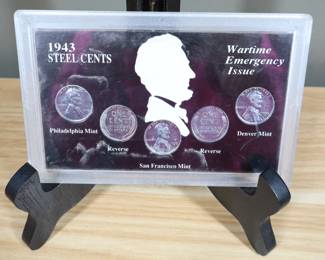 1943
STEEL CENTS
Wartime
Emergency
Issue
Philadelphia Mint
Reverse
San Francisco Mint
Reverse
Denver Mint